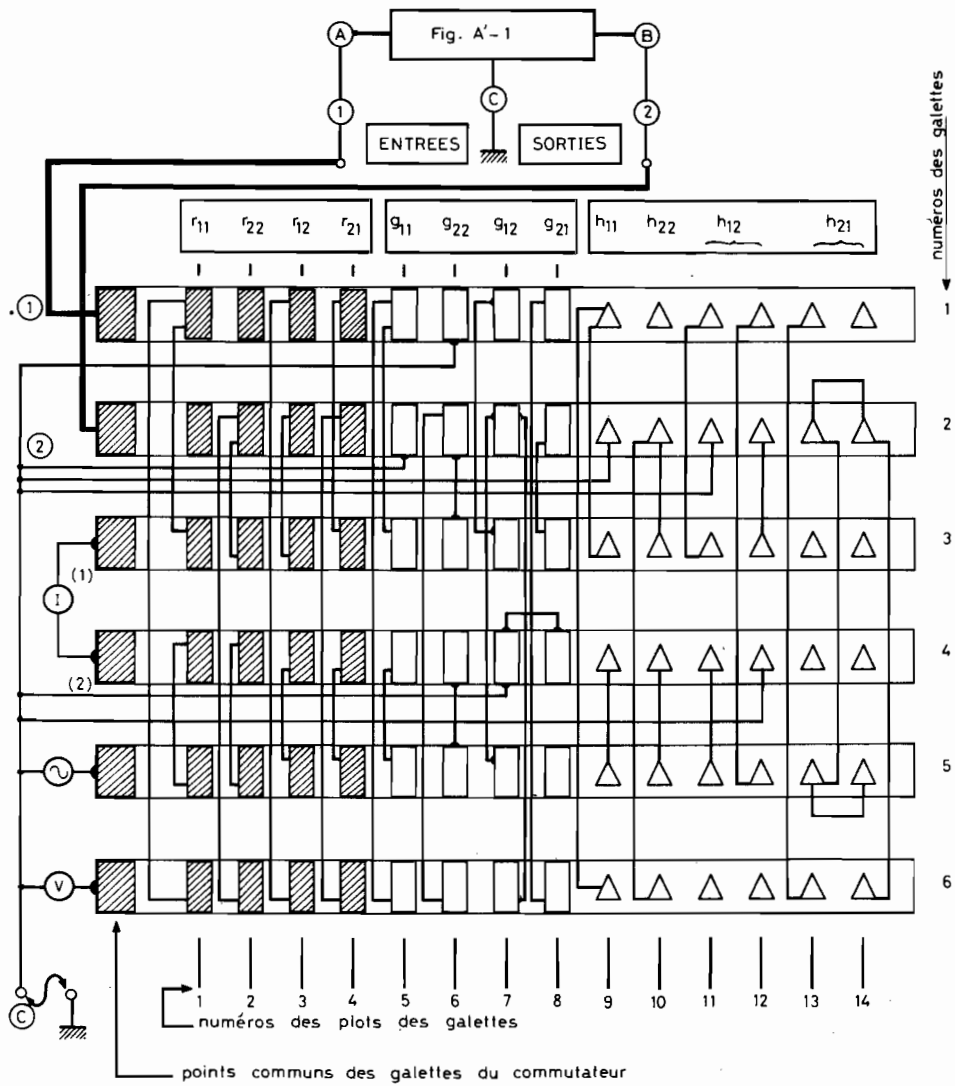 A Fig. A'-1 B
C
1 2
ENTREES SORTIES
numéros des galettes
r11 r22 r12 r21 g11 g22 g12 g21 h11 h22 h12 h21
1 1
2
2
3
(1)
I
4
(2)
5
V 6
C
1 2 3 4 5 6 7 8 9 10 11 12 13 14
numéros des plots des galettes
points communs des galettes du commutateur